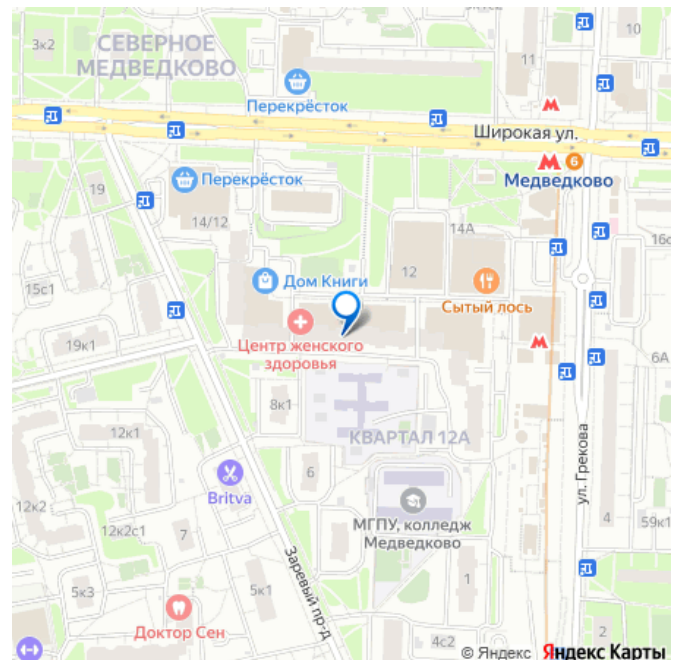 10
3к2
11
СЕВЕРНОЕ
МЕДВЕДКОВО
Перекрёсток
М
Широкая ул.
М 6
Медведково
Перекрёсток
19
14/12
14А
15с1
Дом Книги
12
Сытый лось
Центр женского
здоровья
М
19к1
6А
8к1
КВАРТАЛ 12А
12к1
6
Britva
ул. Грекова
МГПУ, колледж
Медведково
12к2
12к2с1
7
4
59к1
Заревый пр-д
5к3
5к1
1
Доктор Сен
4с2
2
© Яндекс Яндекс Карты